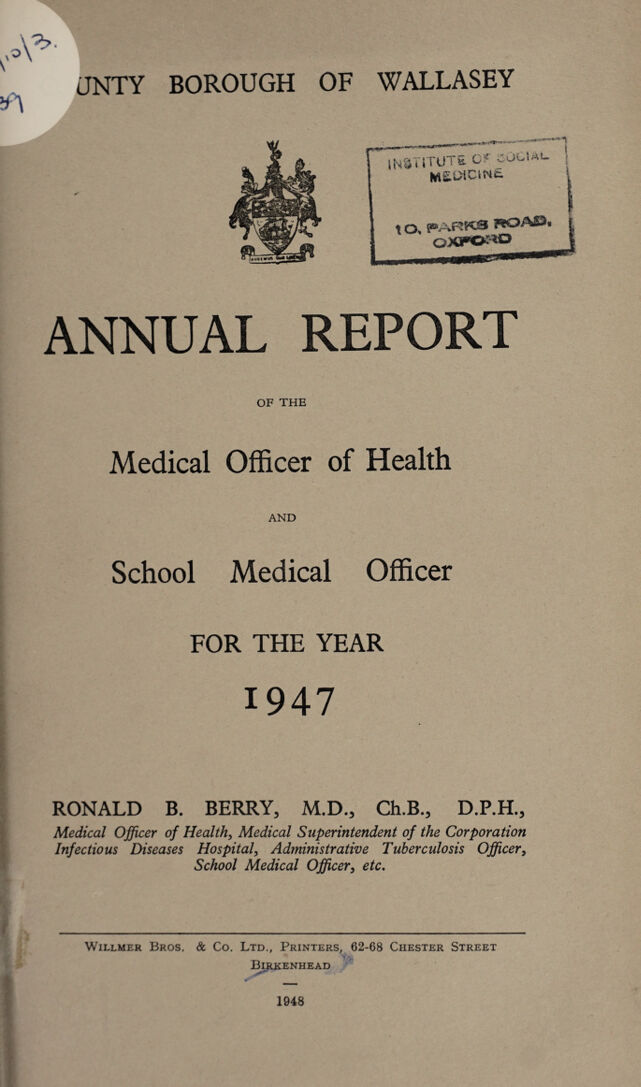 UNTY BOROUGH OF WALLASEY
INSTITUTE OF SOCIAL
MEDICINE
10, PARKS ROAD,
OXFORD
ANNUAL REPORT
OF THE
Medical Officer of Health
AND
School Medical Officer
FOR THE YEAR
1947
RONALD B. BERRY, M.D., Ch.B., D.P.H.,
Medical Officer of Health, Medical Superintendent of the Corporation
Infectious Diseases Hospital, Administrative Tuberculosis Officer,
School Medical Officer, etc.
WILLMER BROS. & CO. LTD., PRINTERS, 62-68 CHESTER STREET
BIRKENHEAD
1948